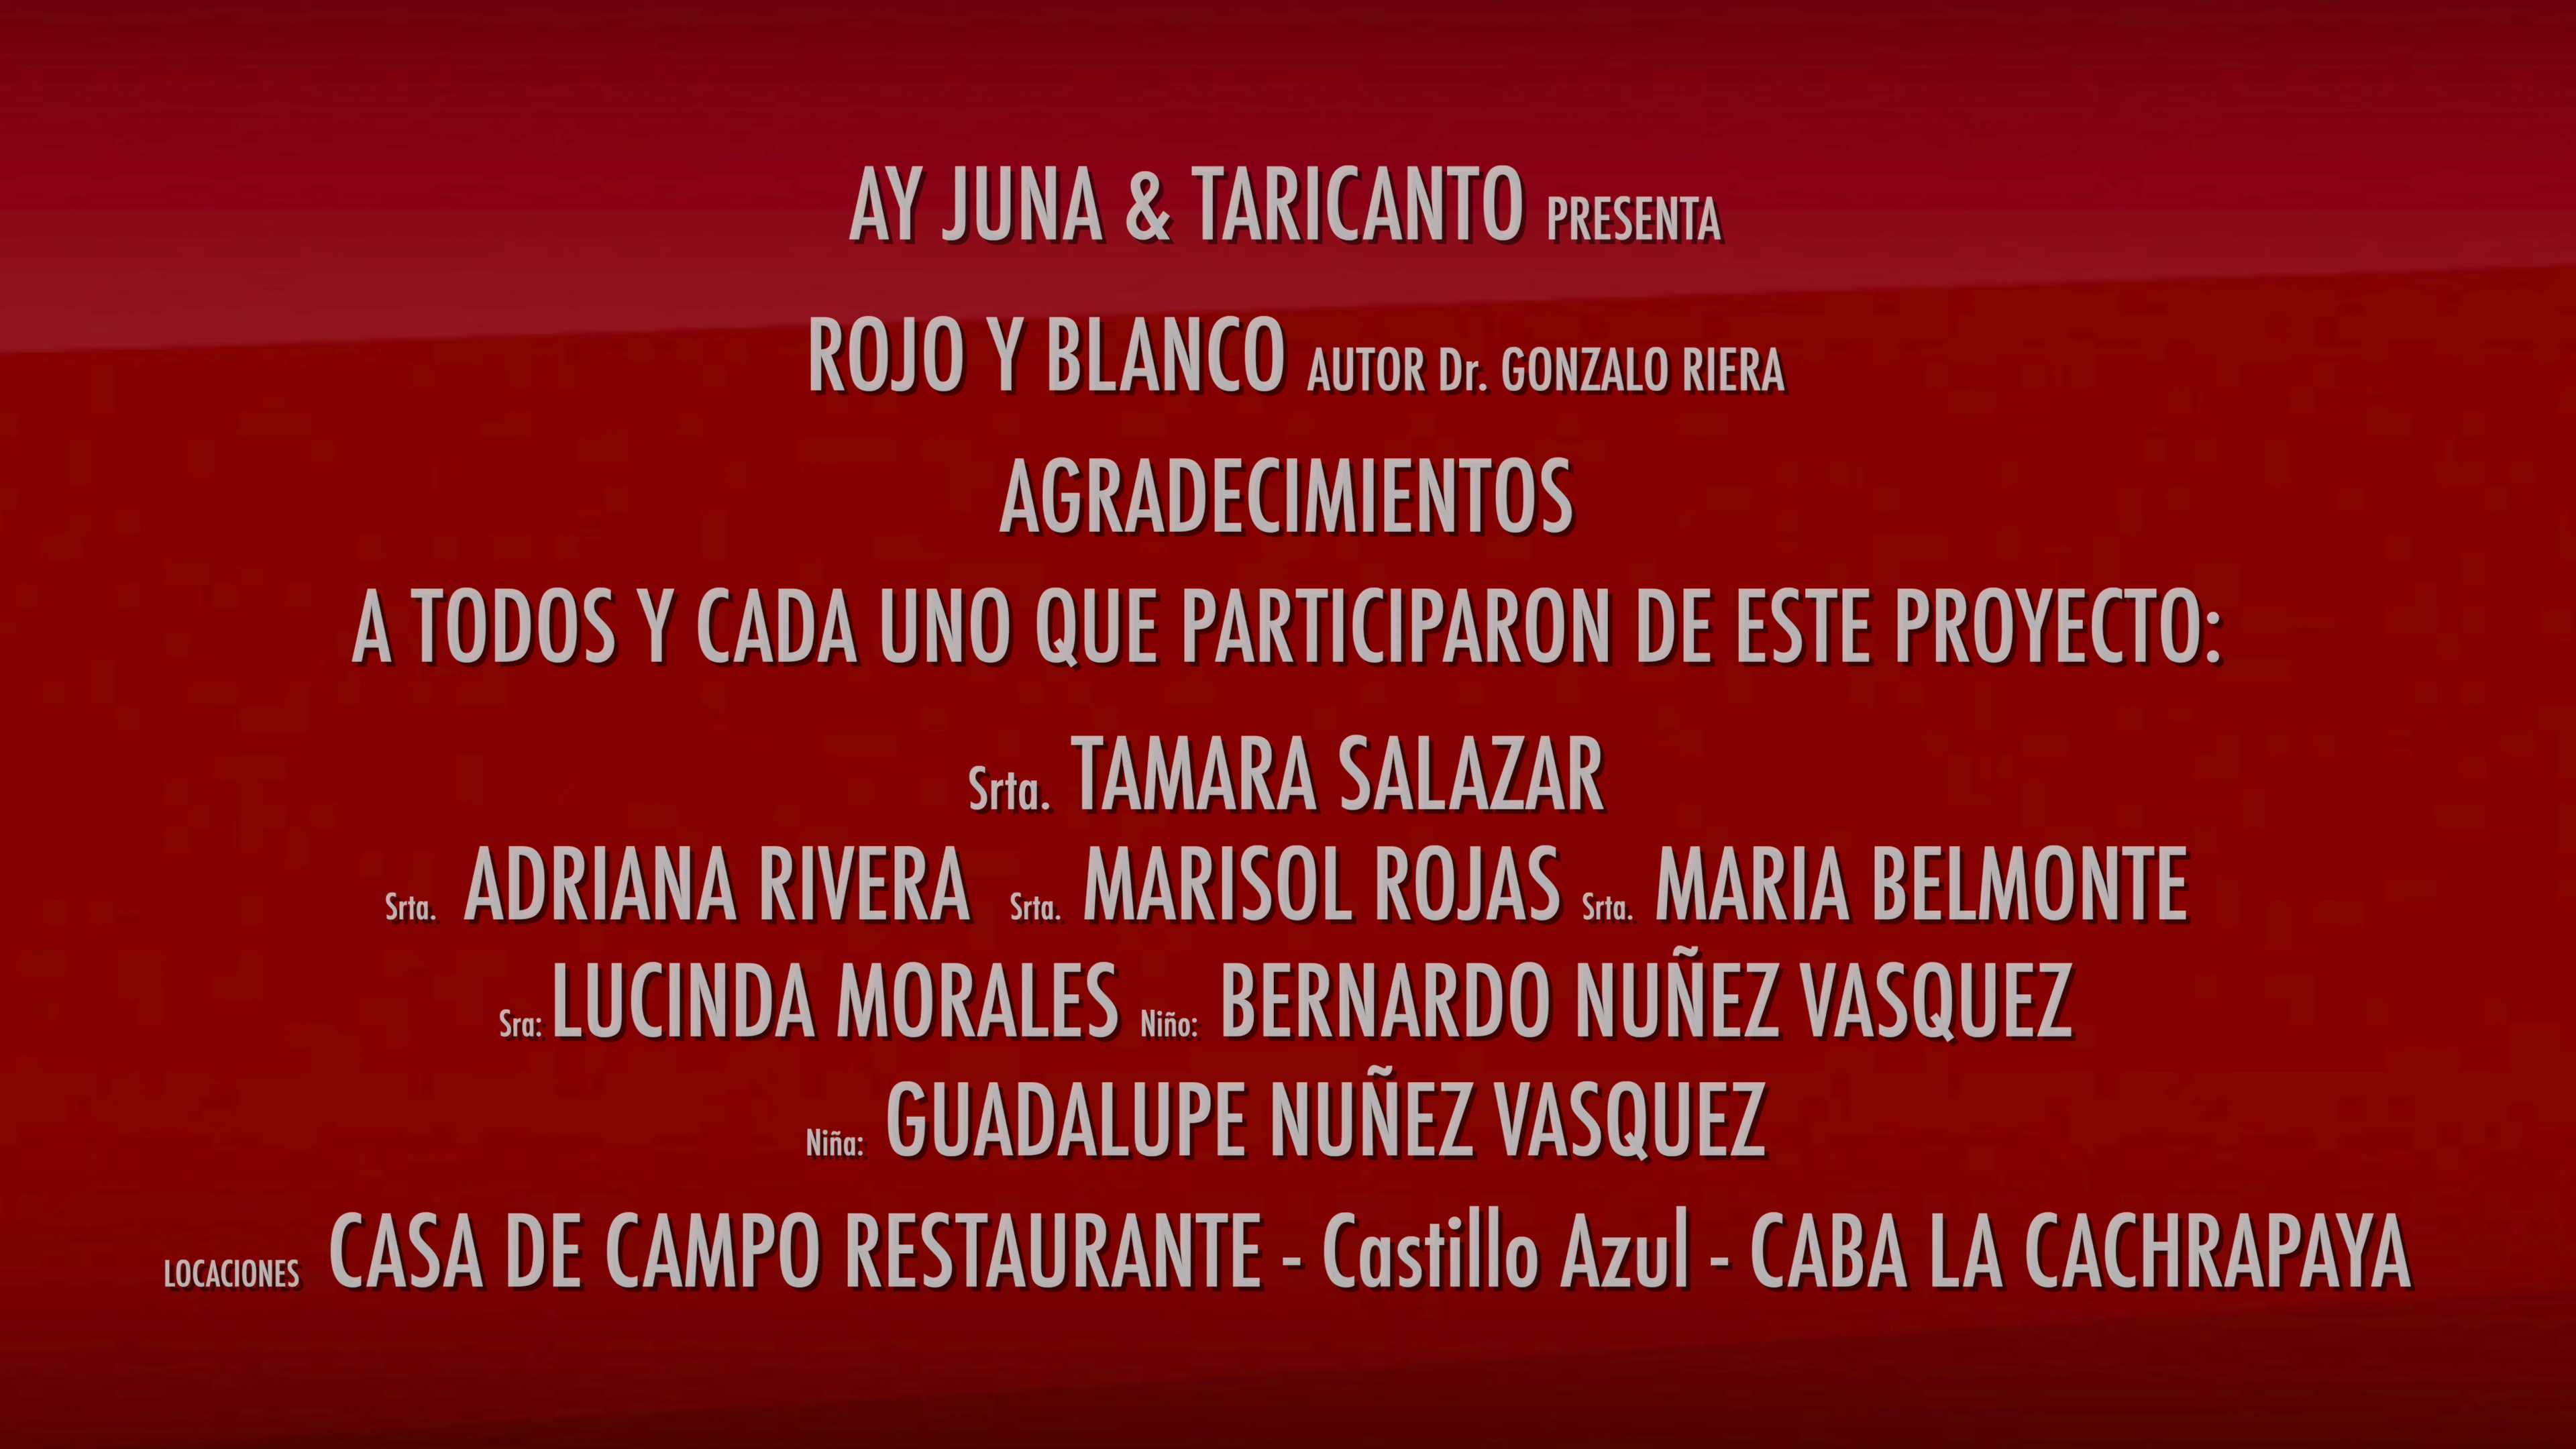 AY JUNA & TARICANTO PRESENTA
ROJO Y BLANCO AUTOR Dr. GONZALO RIERA
AGRADECIMIENTOS
A TODOS Y CADA UNO QUE PARTICIPARON DE ESTE PROYECTO:
Srta. TAMARA SALAZAR
Srta. ADRIANA RIVERA Srta. MARISOL ROJAS Srta. MARIA BELMONTE
Sra: LUCINDA MORALES Niño: BERNARDO NUÑEZ VASQUEZ
Niña: GUADALUPE NUÑEZ VASQUEZ
LOCACIONES CASA DE CAMPO RESTAURANTE - Castillo Azul - CABA LA CACHRAPAYA